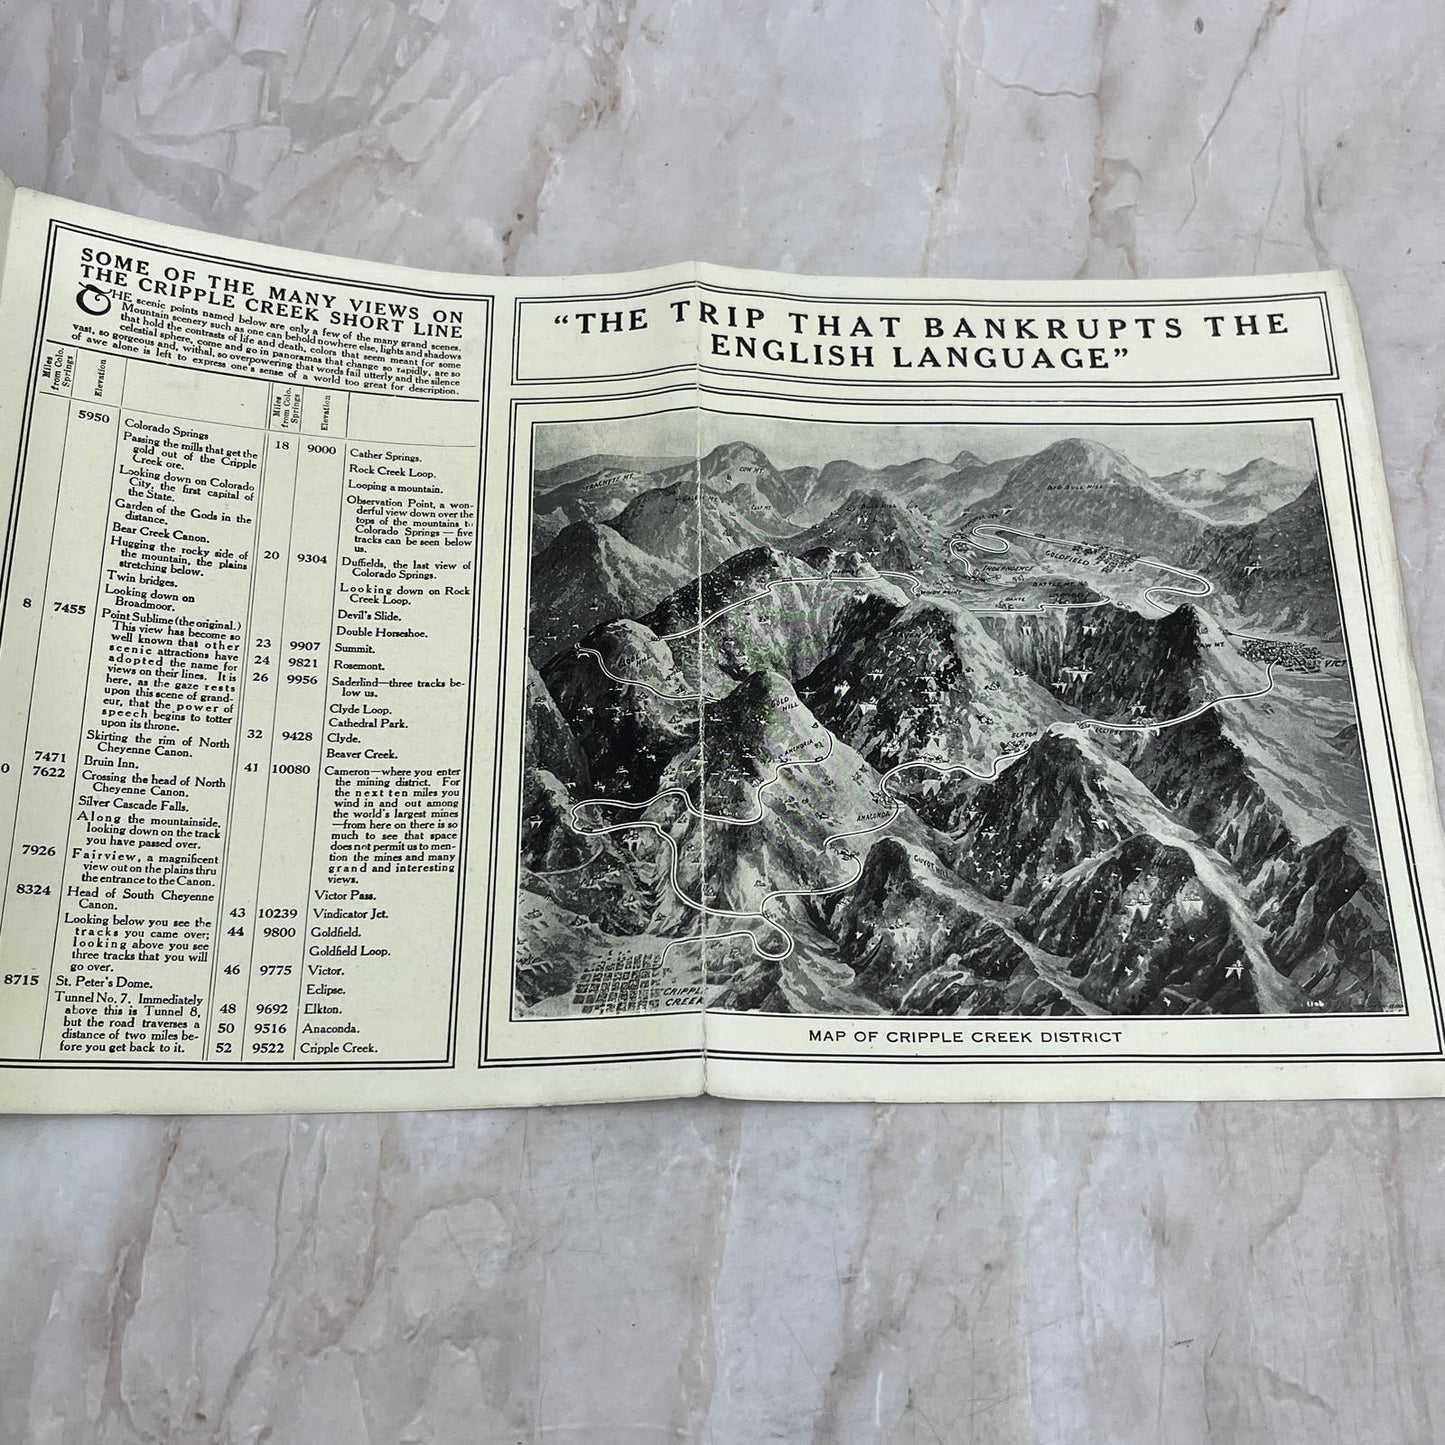 SOME OF THE MANY VIEWS ON
THE CRIPPLE CREEK SHORT LINE
THE scenic points named below are only a few of the many grand scenes.
Mountain scenery such as one can behold nowhere else, lights and shadows
that hold the contrasts of life and death, colors that seem meant for some
celestial sphere, come and go in panoramas that change so rapidly, are so
vast, so gorgeous and, withal, so overpowering that words fail utterly and the silence
of awe alone is left to express one's sense of a world too great for description.
Miles from Colo. Springs
Elevation
5950 Colorado Springs
Passing the mills that get the
gold out of the Cripple
Creek ore.
Looking down on Colorado
City, the first capital of
the State.
Garden of the Gods in the
distance.
Bear Creek Canon.
Hugging the rocky side of
the mountain, the plains
stretching below.
Twin bridges.
Looking down on
Broadmoor.
8 7455 Point Sublime (the original.)
This view has become so
well known that other
scenic attractions have
adopted the name for
views on their lines. It is
here, as the gaze rests
upon this scene of grand-
eur, that the power of
speech begins to totter
upon its throne.
Skirting the rim of North
Cheyenne Canon.
7471 Bruin Inn.
0 7622 Crossing the head of North
Cheyenne Canon.
Silver Cascade Falls.
Along the mountainside,
looking down on the track
you have passed over.
7926 Fairview, a magnificent
view out on the plains thru
the entrance to the Canon.
8324 Head of South Cheyenne
Canon.
Looking below you see the
tracks you came over;
looking above you see
three tracks that you will
go over.
8715 St. Peter's Dome.
Tunnel No. 7. Immediately
above this is Tunnel 8,
but the road traverses a
distance of two miles be-
fore you get back to it.
Miles from Colo. Springs
Elevation
18 9000 Cather Springs.
Rock Creek Loop.
Looping a mountain.
Observation Point, a won-
derful view down over the
tops of the mountains to
Colorado Springs—five
tracks can be seen below
us.
20 9304 Duffields, the last view of
Colorado Springs.
Looking down on Rock
Creek Loop.
Devil's Slide.
Double Horseshoe.
23 9907 Summit.
24 9821 Rosemont.
26 9956 Saderlind—three tracks be-
low us.
Clyde Loop.
Cathedral Park.
32 9428 Clyde.
Beaver Creek.
41 10080 Cameron—where you enter
the mining district. For
the next ten miles you
wind in and out among
the world's largest mines
—from here on there is so
much to see that space
does not permit us to men-
tion the mines and many
grand and interesting
views.
Victor Pass.
43 10239 Vindicator Jct.
44 9800 Goldfield.
Goldfield Loop.
46 9775 Victor.
Eclipse.
48 9692 Elkton.
50 9516 Anaconda.
52 9522 Cripple Creek.
"THE TRIP THAT BANKRUPTS THE
ENGLISH LANGUAGE"
TRACHYTE MT.
COW MT.
BIG BULL HILL
BULL HILL
GOLDFIELD
INDEPENDENCE
BATTLE MT.
WINDY POINT
DANTE
SQUAW MT.
VICT
GOLD
HILL
ANCHORIA
ELKTON
ECLIPSE
ANACONDA
GUYOT HILL
CRIPPLE
CREEK
MAP OF CRIPPLE CREEK DISTRICT